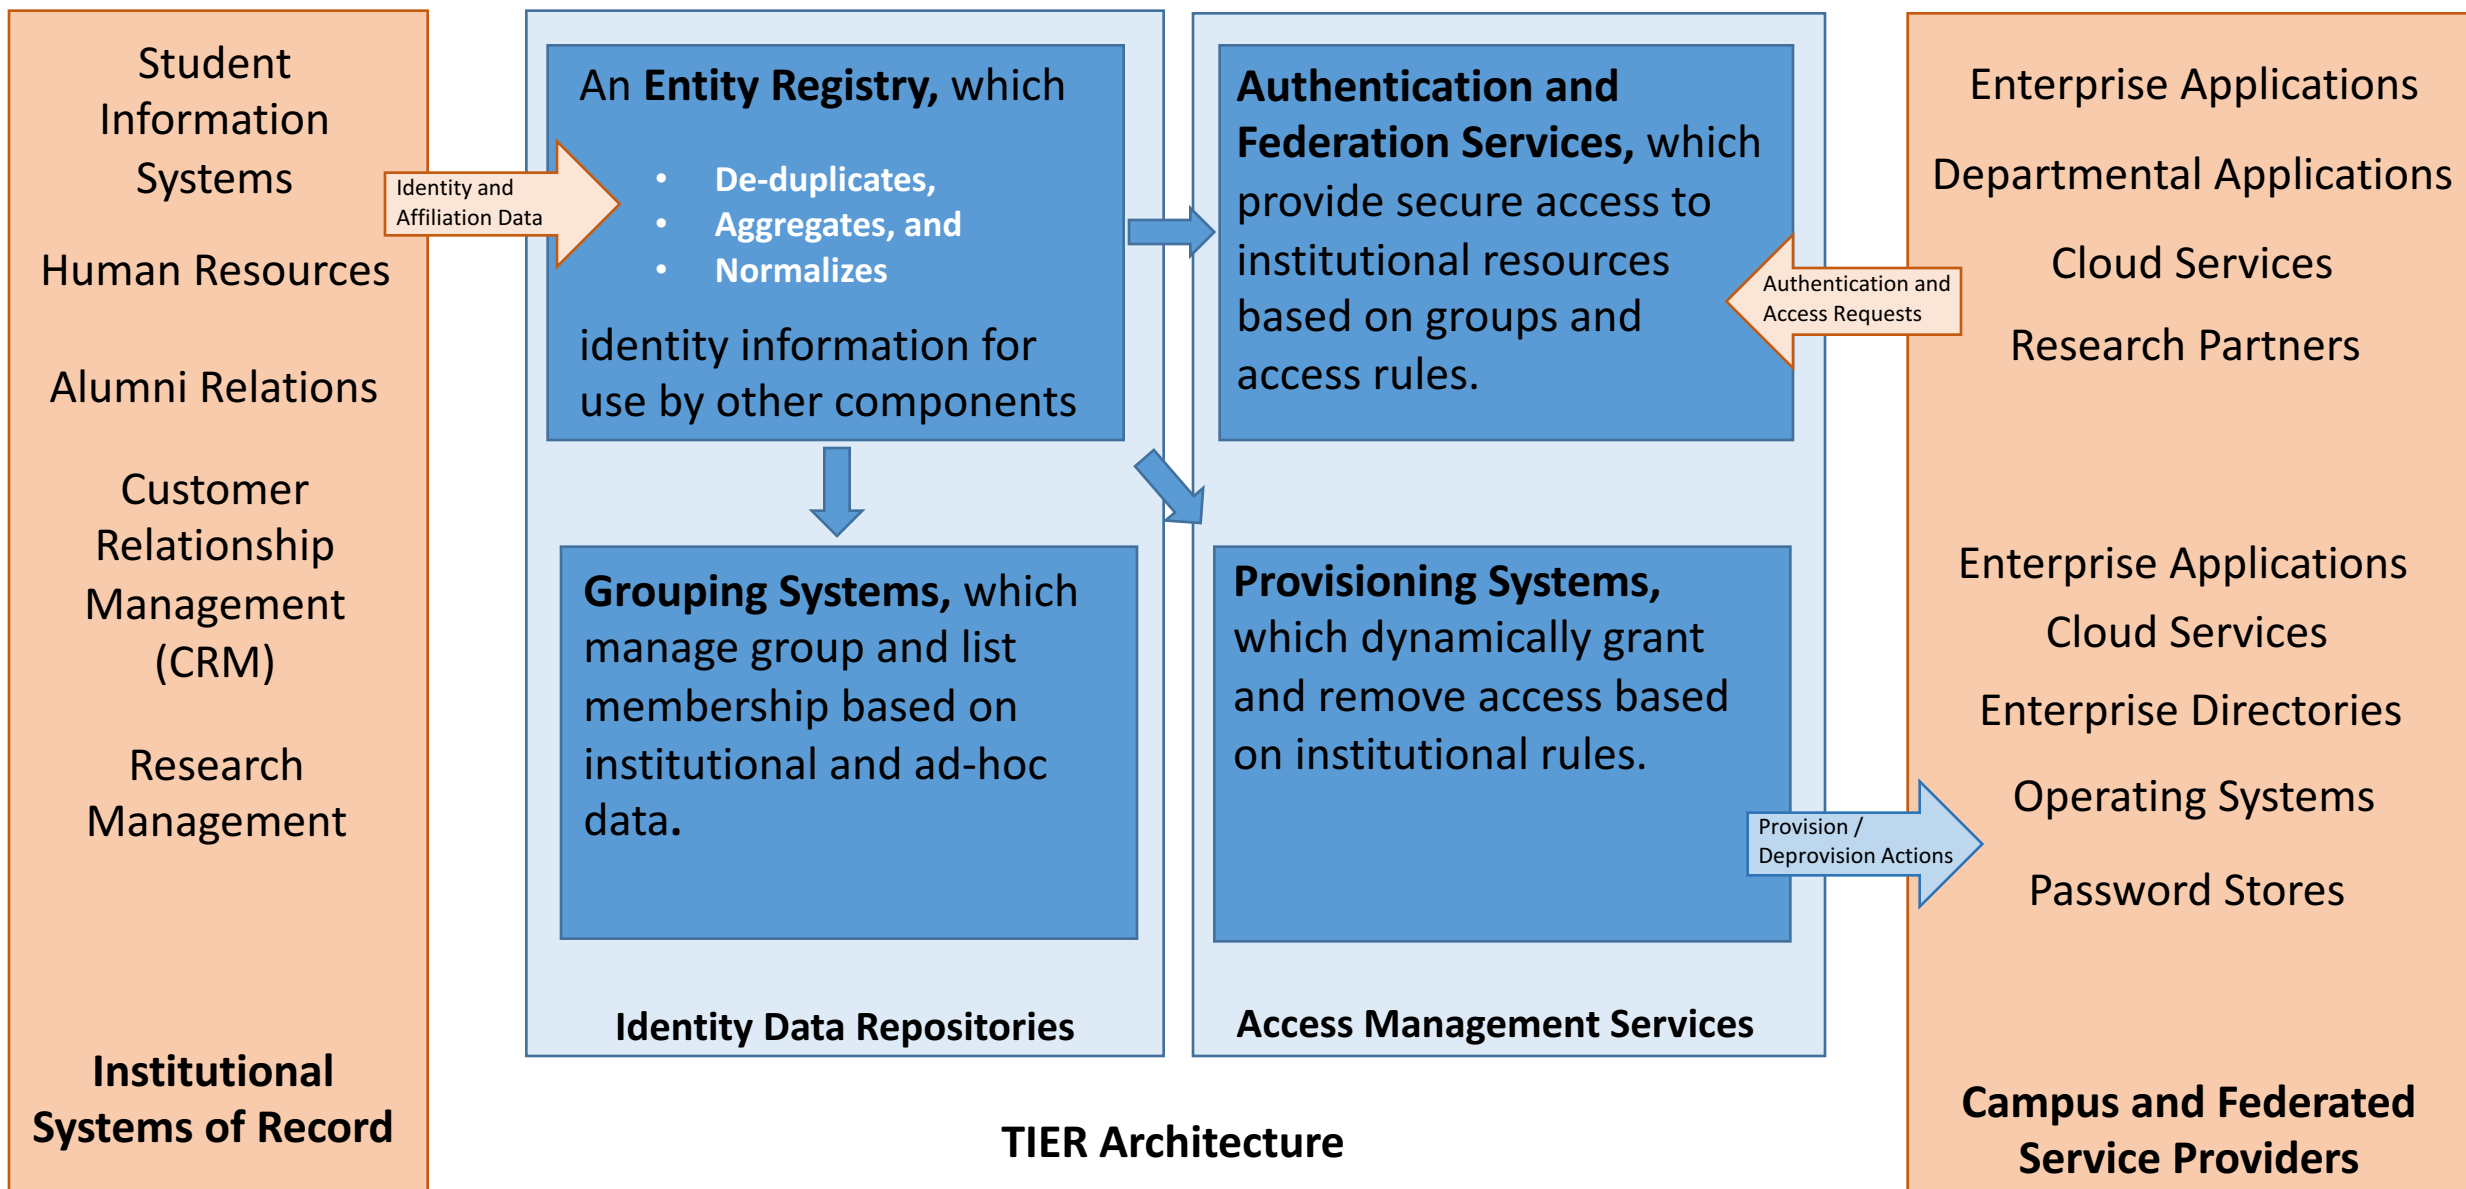 Student
Information
Systems
Human Resources
Alumni Relations
Customer
Relationship
Management
(CRM)
Research
Management
Institutional
Systems of Record
Identity and
Affiliation Data
An Entity Registry, which
• De-duplicates,
• Aggregates, and
• Normalizes
identity information for
use by other components
Grouping Systems, which
manage group and list
membership based on
institutional and ad-hoc
data.
Identity Data Repositories
Authentication and
Federation Services, which
provide secure access to
institutional resources
based on groups and
access rules.
Provisioning Systems,
which dynamically grant
and remove access based
on institutional rules.
Access Management Services
Authentication and
Access Requests
Provision /
Deprovision Actions
Enterprise Applications
Departmental Applications
Cloud Services
Research Partners
Enterprise Applications
Cloud Services
Enterprise Directories
Operating Systems
Password Stores
Campus and Federated
Service Providers
TIER Architecture